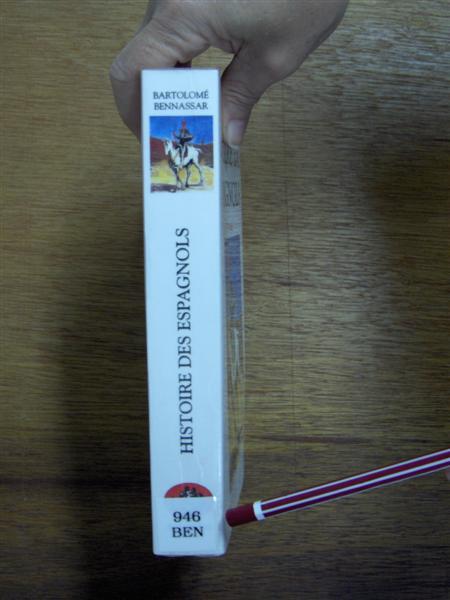 BARTOLOMÉ
BENNASSAR
HISTOIRE DES ESPAGNOLS
946
BEN